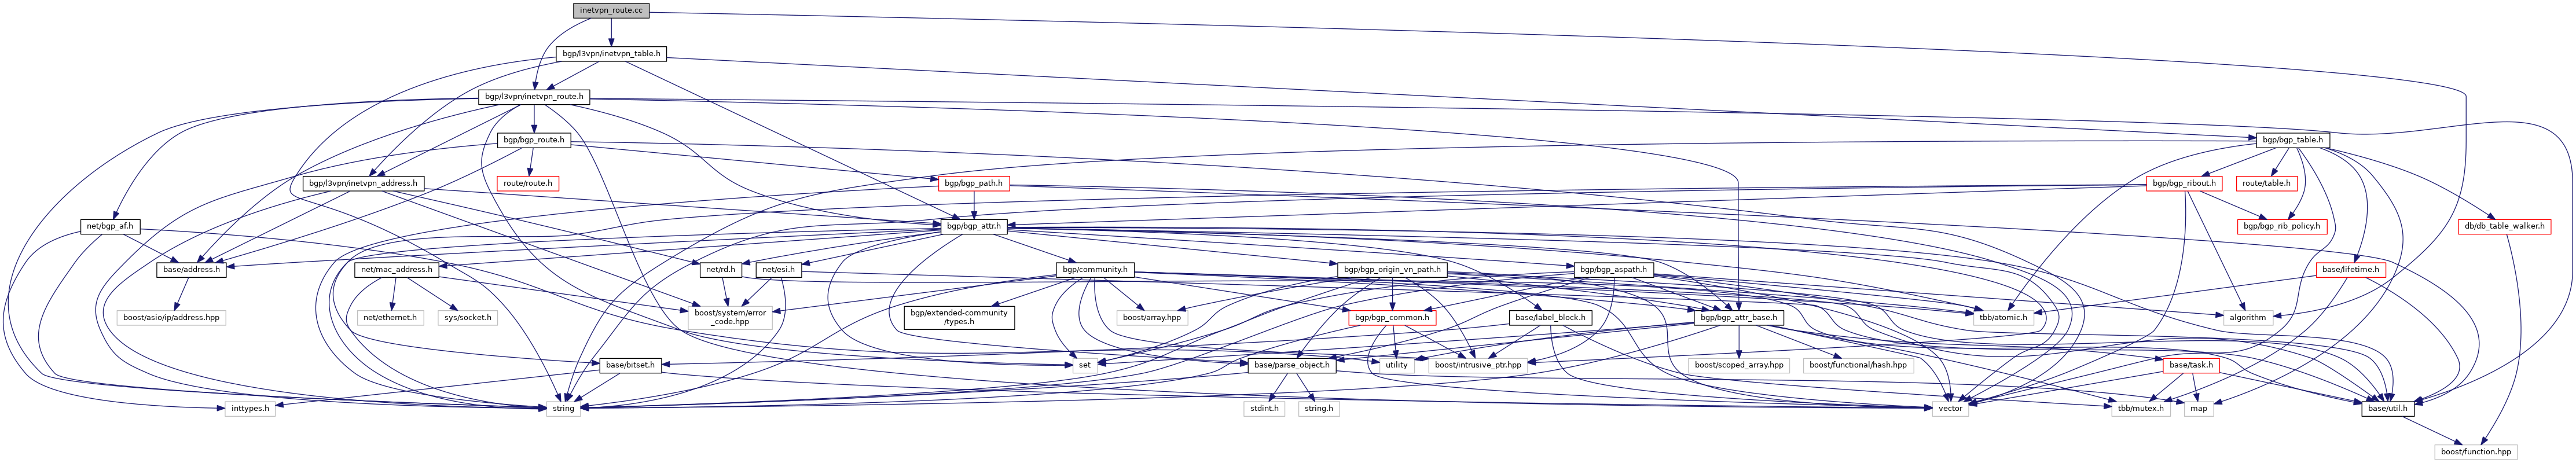 inetvpn_route.cc
bgp/l3vpn/inetvpn_table.h
bgp/l3vpn/inetvpn_route.h
bgp/bgp_route.h
bgp/bgp_table.h
bgp/l3vpn/inetvpn_address.h
route/route.h
bgp/bgp_path.h
bgp/bgp_ribout.h
route/table.h
net/bgp_af.h
bgp/bgp_attr.h
bgp/bgp_rib_policy.h
db/db_table_walker.h
base/address.h
net/mac_address.h
net/rd.h
net/esi.h
bgp/community.h
bgp/bgp_origin_vn_path.h
bgp/bgp_aspath.h
base/lifetime.h
boost/asio/ip/address.hpp
net/ethernet.h
sys/socket.h
boost/system/error
_code.hpp
bgp/extended-community
/types.h
boost/array.hpp
bgp/bgp_common.h
base/label_block.h
bgp/bgp_attr_base.h
tbb/atomic.h
algorithm
base/bitset.h
set
base/parse_object.h
utility
boost/intrusive_ptr.hpp
boost/scoped_array.hpp
boost/functional/hash.hpp
base/task.h
inttypes.h
string
stdint.h
string.h
vector
tbb/mutex.h
map
base/util.h
boost/function.hpp